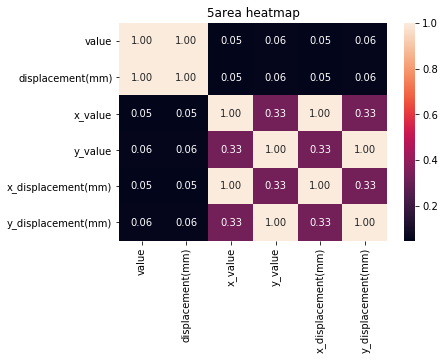 5area heatmap
value 1.00 1.00 0.05 0.06 0.05 0.06
displacement(mm) 1.00 1.00 0.05 0.06 0.05 0.06
x_value 0.05 0.05 1.00 0.33 1.00 0.33
y_value 0.06 0.06 0.33 1.00 0.33 1.00
x_displacement(mm) 0.05 0.05 1.00 0.33 1.00 0.33
y_displacement(mm) 0.06 0.06 0.33 1.00 0.33 1.00
value
displacement(mm)
x_value
y_value
x_displacement(mm)
y_displacement(mm)
1.0
0.8
0.6
0.4
0.2